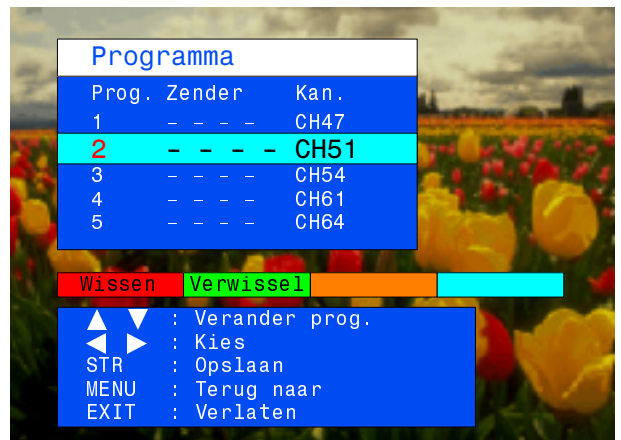 Programma
Prog. Zender Kan.
1 - - - - CH47
2 - - - - CH51
3 - - - - CH54
4 - - - - CH61
5 - - - - CH64
Wissen Verwissel
▲ ▼ : Verander prog.
◀ ▶ : Kies
STR : Opslaan
MENU : Terug naar
EXIT : Verlaten